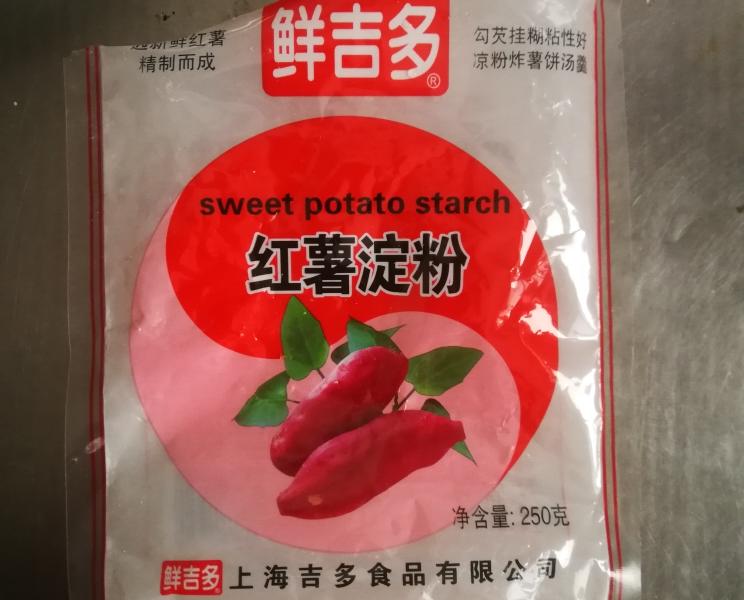 选新鲜红薯
精制而成
鲜吉多®
勾芡挂糊粘性好
凉粉炸薯饼汤羹
sweet potato starch
红薯淀粉
净含量: 250克
鲜吉多® 上海吉多食品有限公司